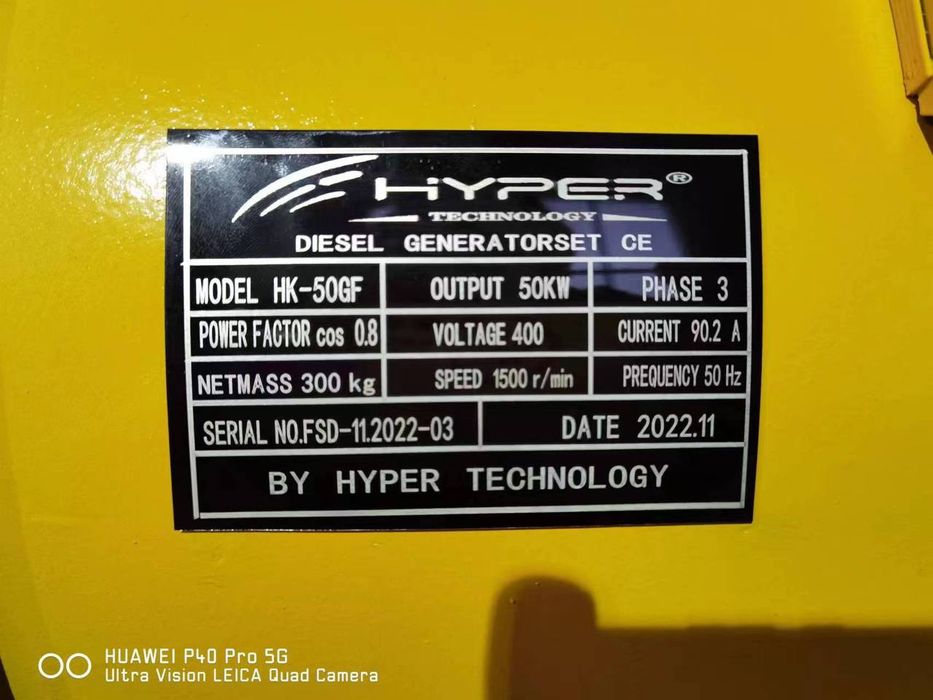 HYPER®
TECHNOLOGY
DIESEL GENERATORSET CE
MODEL HK-50GF OUTPUT 50KW PHASE 3
POWER FACTOR cos 0.8 VOLTAGE 400 CURRENT 90.2 A
NETMASS 300 kg SPEED 1500 r/min PREQUENCY 50 Hz
SERIAL NO.FSD-11.2022-03 DATE 2022.11
BY HYPER TECHNOLOGY
HUAWEI P40 Pro 5G
Ultra Vision LEICA Quad Camera